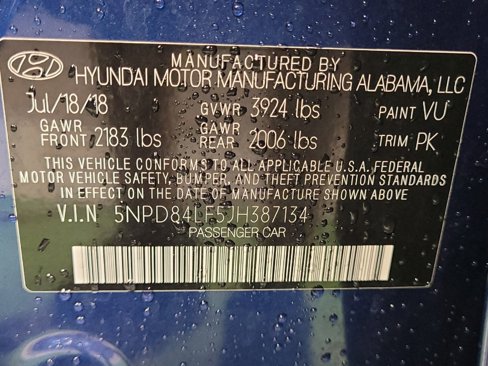 MANUFACTURED BY
HYUNDAI MOTOR MANUFACTURING ALABAMA, LLC
Jul/18/18 GVWR 3924 lbs PAINT VU
GAWR FRONT 2183 lbs GAWR REAR 2006 lbs TRIM PK
THIS VEHICLE CONFORMS TO ALL APPLICABLE U.S.A. FEDERAL
MOTOR VEHICLE SAFETY, BUMPER, AND THEFT PREVENTION STANDARDS
IN EFFECT ON THE DATE OF MANUFACTURE SHOWN ABOVE
V.I.N 5NPD84LF5JH387134
PASSENGER CAR